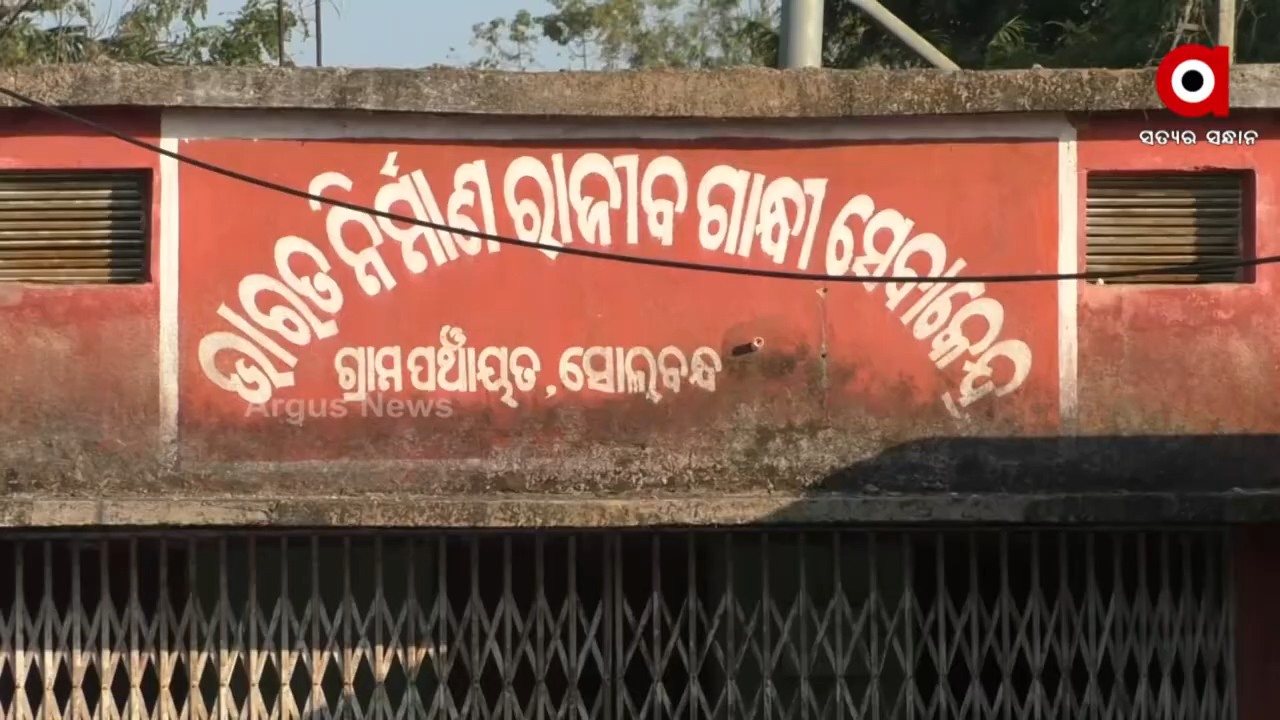 ସତ୍ୟର ସନ୍ଧାନ
ଭାରତ ନିର୍ମାଣ ରାଜୀବ ଗାନ୍ଧୀ ସେବାକେନ୍ଦ୍ର
ଗ୍ରାମ ପଞ୍ଚାୟତ, ସୋଲବନ୍ଧ
Argus News